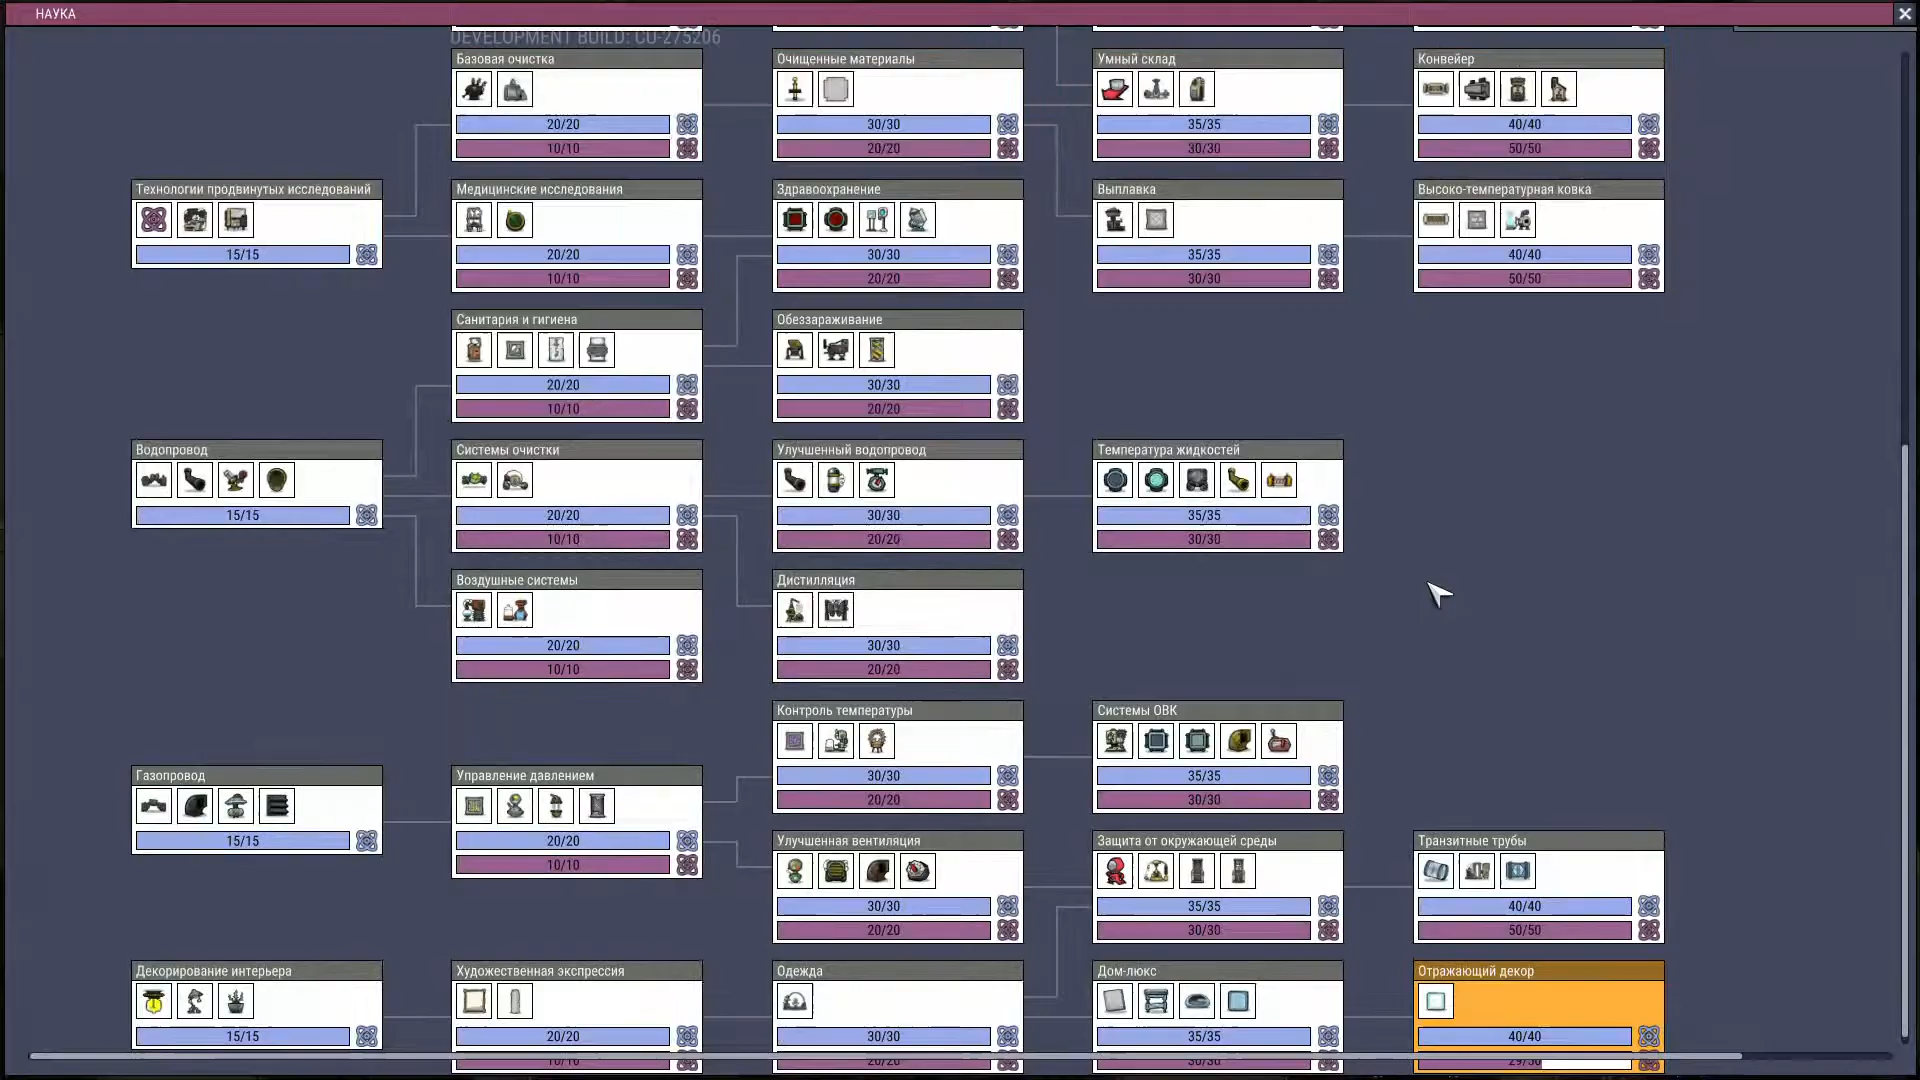 НАУКА
DEVELOPMENT BUILD: CU-275206
Базовая очистка
20/20
10/10
Очищенные материалы
30/30
20/20
Умный склад
35/35
30/30
Конвейер
40/40
50/50
Технологии продвинутых исследований
15/15
Медицинские исследования
20/20
10/10
Здравоохранение
30/30
20/20
Выплавка
35/35
30/30
Высоко-температурная ковка
40/40
50/50
Санитария и гигиена
20/20
10/10
Обеззараживание
30/30
20/20
Водопровод
15/15
Системы очистки
20/20
10/10
Улучшенный водопровод
30/30
20/20
Температура жидкостей
35/35
30/30
Воздушные системы
20/20
10/10
Дистилляция
30/30
20/20
Контроль температуры
30/30
20/20
Системы ОВК
35/35
30/30
Газопровод
15/15
Управление давлением
20/20
10/10
Улучшенная вентиляция
30/30
20/20
Защита от окружающей среды
35/35
30/30
Транзитные трубы
40/40
50/50
Декорирование интерьера
15/15
Художественная экспрессия
20/20
10/10
Одежда
30/30
20/20
Дом-люкс
35/35
30/30
Отражающий декор
40/40
29/50